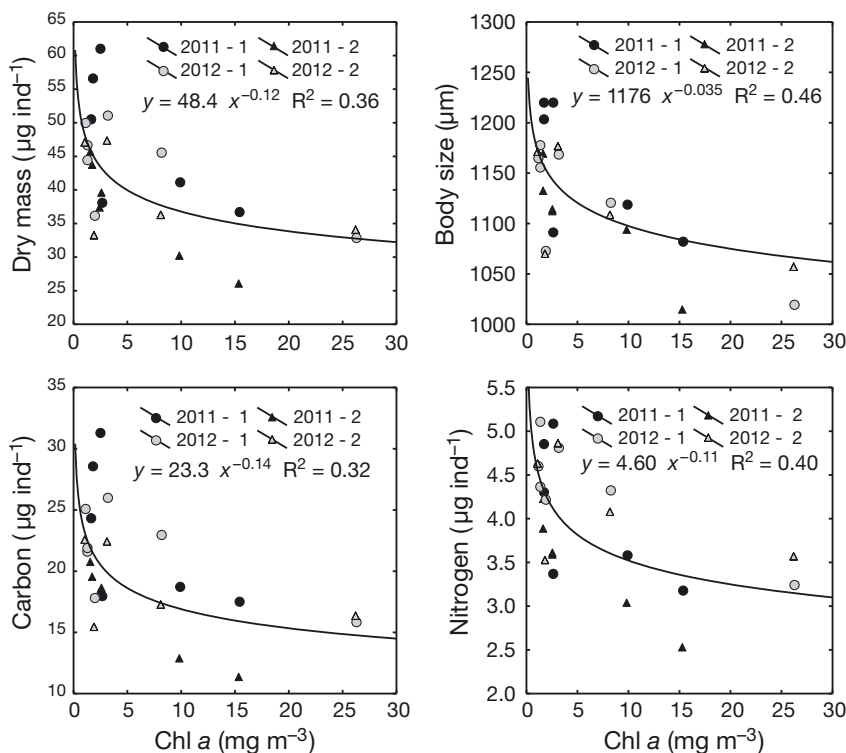 65
60
55
50
45
40
35
30
25
20
Dry mass (µg ind⁻¹)
2011 - 1 2011 - 2
2012 - 1 2012 - 2
y = 48.4 x⁻⁰·¹² R² = 0.36
0 5 10 15 20 25 30
1300
1250
1200
1150
1100
1050
1000
Body size (µm)
2011 - 1 2011 - 2
2012 - 1 2012 - 2
y = 1176 x⁻⁰·⁰³⁵ R² = 0.46
0 5 10 15 20 25 30
35
30
25
20
15
10
Carbon (µg ind⁻¹)
2011 - 1 2011 - 2
2012 - 1 2012 - 2
y = 23.3 x⁻⁰·¹⁴ R² = 0.32
0 5 10 15 20 25 30
Chl a (mg m⁻³)
5.5
5.0
4.5
4.0
3.5
3.0
2.5
2.0
Nitrogen (µg ind⁻¹)
2011 - 1 2011 - 2
2012 - 1 2012 - 2
y = 4.60 x⁻⁰·¹¹ R² = 0.40
0 5 10 15 20 25 30
Chl a (mg m⁻³)